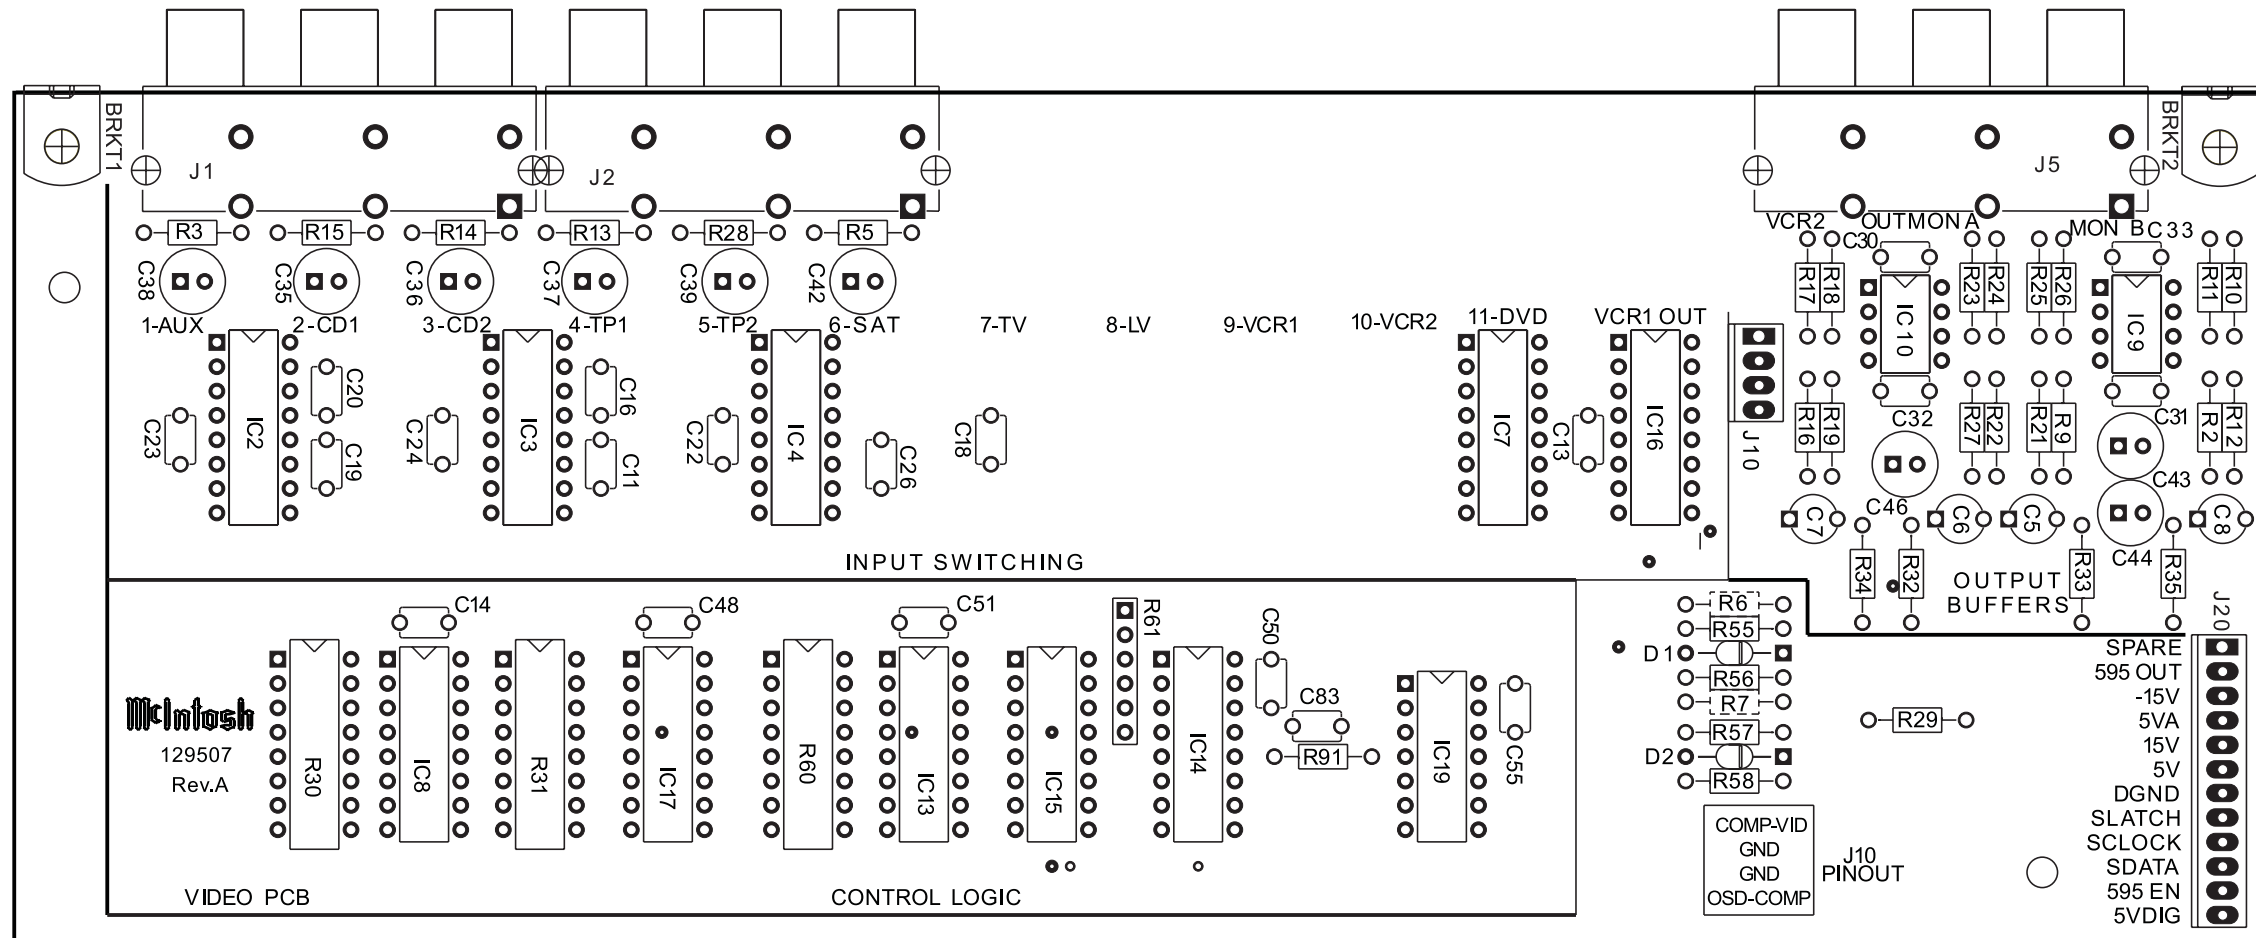 BRKT1
J1
J2
J5
BRKT2
R3
R15
R14
R13
R28
R5
VCR2
OUT
MON A
MON B
C30
C33
C38
C35
C36
C37
C39
C42
R17
R18
R23
R24
R25
R26
R11
R10
IC10
IC9
1-AUX
2-CD1
3-CD2
4-TP1
5-TP2
6-SAT
7-TV
8-LV
9-VCR1
10-VCR2
11-DVD
VCR1 OUT
C23
IC2
C20
C19
C24
IC3
C16
C11
C22
IC4
C26
C18
IC7
C13
IC16
J10
R16
R19
C32
R27
R22
R21
R9
C31
R2
R12
C43
C46
C7
C6
C5
C8
C44
R34
R32
R33
R35
INPUT SWITCHING
OUTPUT
BUFFERS
C14
C48
C51
R61
C50
R6
R55
D1
R56
R7
R57
D2
R58
J20
SPARE
595 OUT
-15V
5VA
15V
5V
DGND
SLATCH
SCLOCK
SDATA
595 EN
5VDIG
McIntosh
129507
Rev.A
R30
IC8
R31
IC17
R60
IC13
IC15
IC14
C83
R91
IC19
C55
R29
COMP-VID
GND
GND
OSD-COMP
J10
PINOUT
VIDEO PCB
CONTROL LOGIC